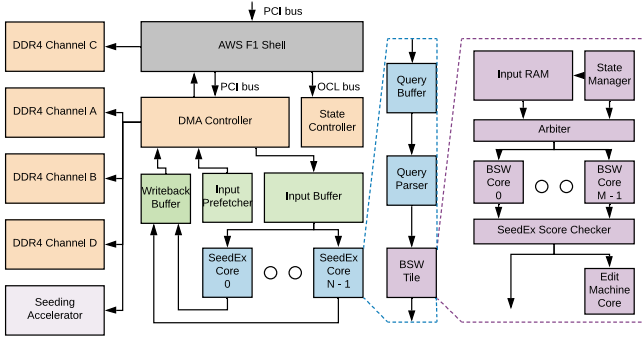 PCI bus
DDR4 Channel C
AWS F1 Shell
PCI bus
OCL bus
DDR4 Channel A
DMA Controller
State
Controller
DDR4 Channel B
Writeback
Buffer
Input
Prefetcher
Input Buffer
DDR4 Channel D
SeedEx
Core
0
SeedEx
Core
N - 1
Seeding
Accelerator
Query
Buffer
Query
Parser
BSW
Tile
Input RAM
State
Manager
Arbiter
BSW
Core
0
BSW
Core
M - 1
SeedEx Score Checker
Edit
Machine
Core